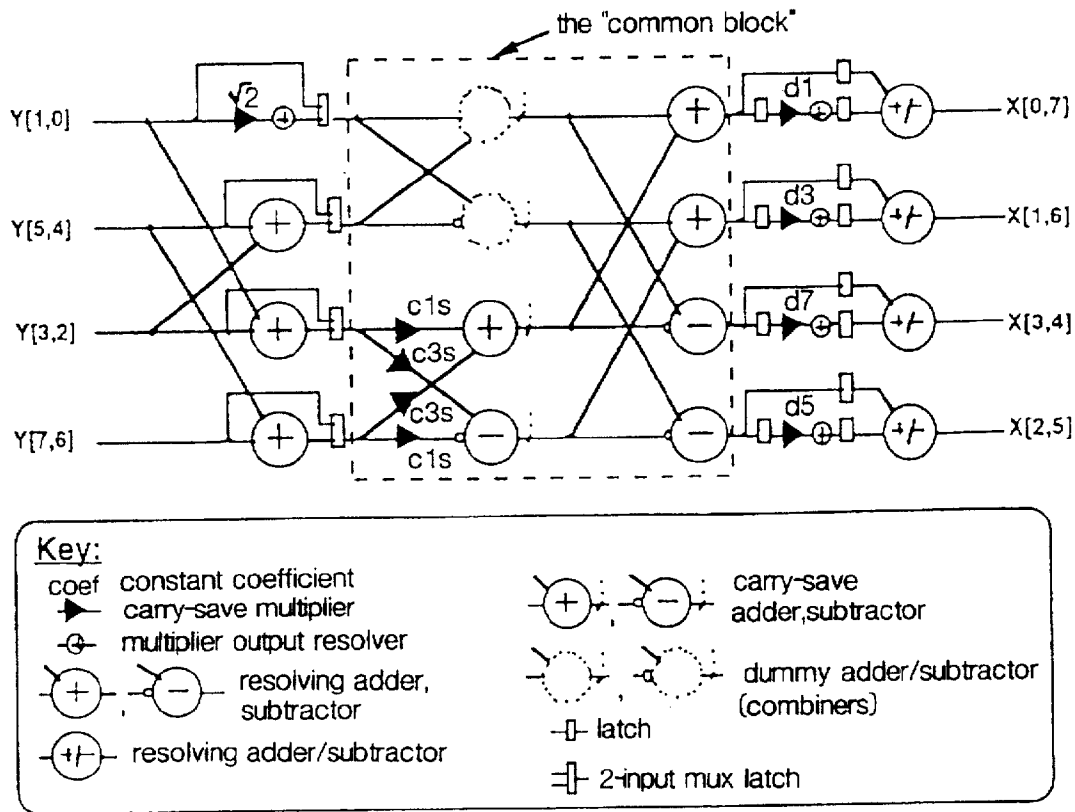 the "common block"
√2
d1
Y[1,0]
+
+/-
X[0,7]
d3
Y[5,4]
+
+
+/-
X[1,6]
c1s
d7
Y[3,2]
+
+
-
+/-
X[3,4]
c3s
c3s
d5
Y[7,6]
+
-
-
+/-
X[2,5]
c1s
Key:
coef constant coefficient
carry-save multiplier
multiplier output resolver
+ , - resolving adder,
subtractor
+/- resolving adder/subtractor
+ , - carry-save
adder,subtractor
, dummy adder/subtractor
(combiners)
latch
2-input mux latch